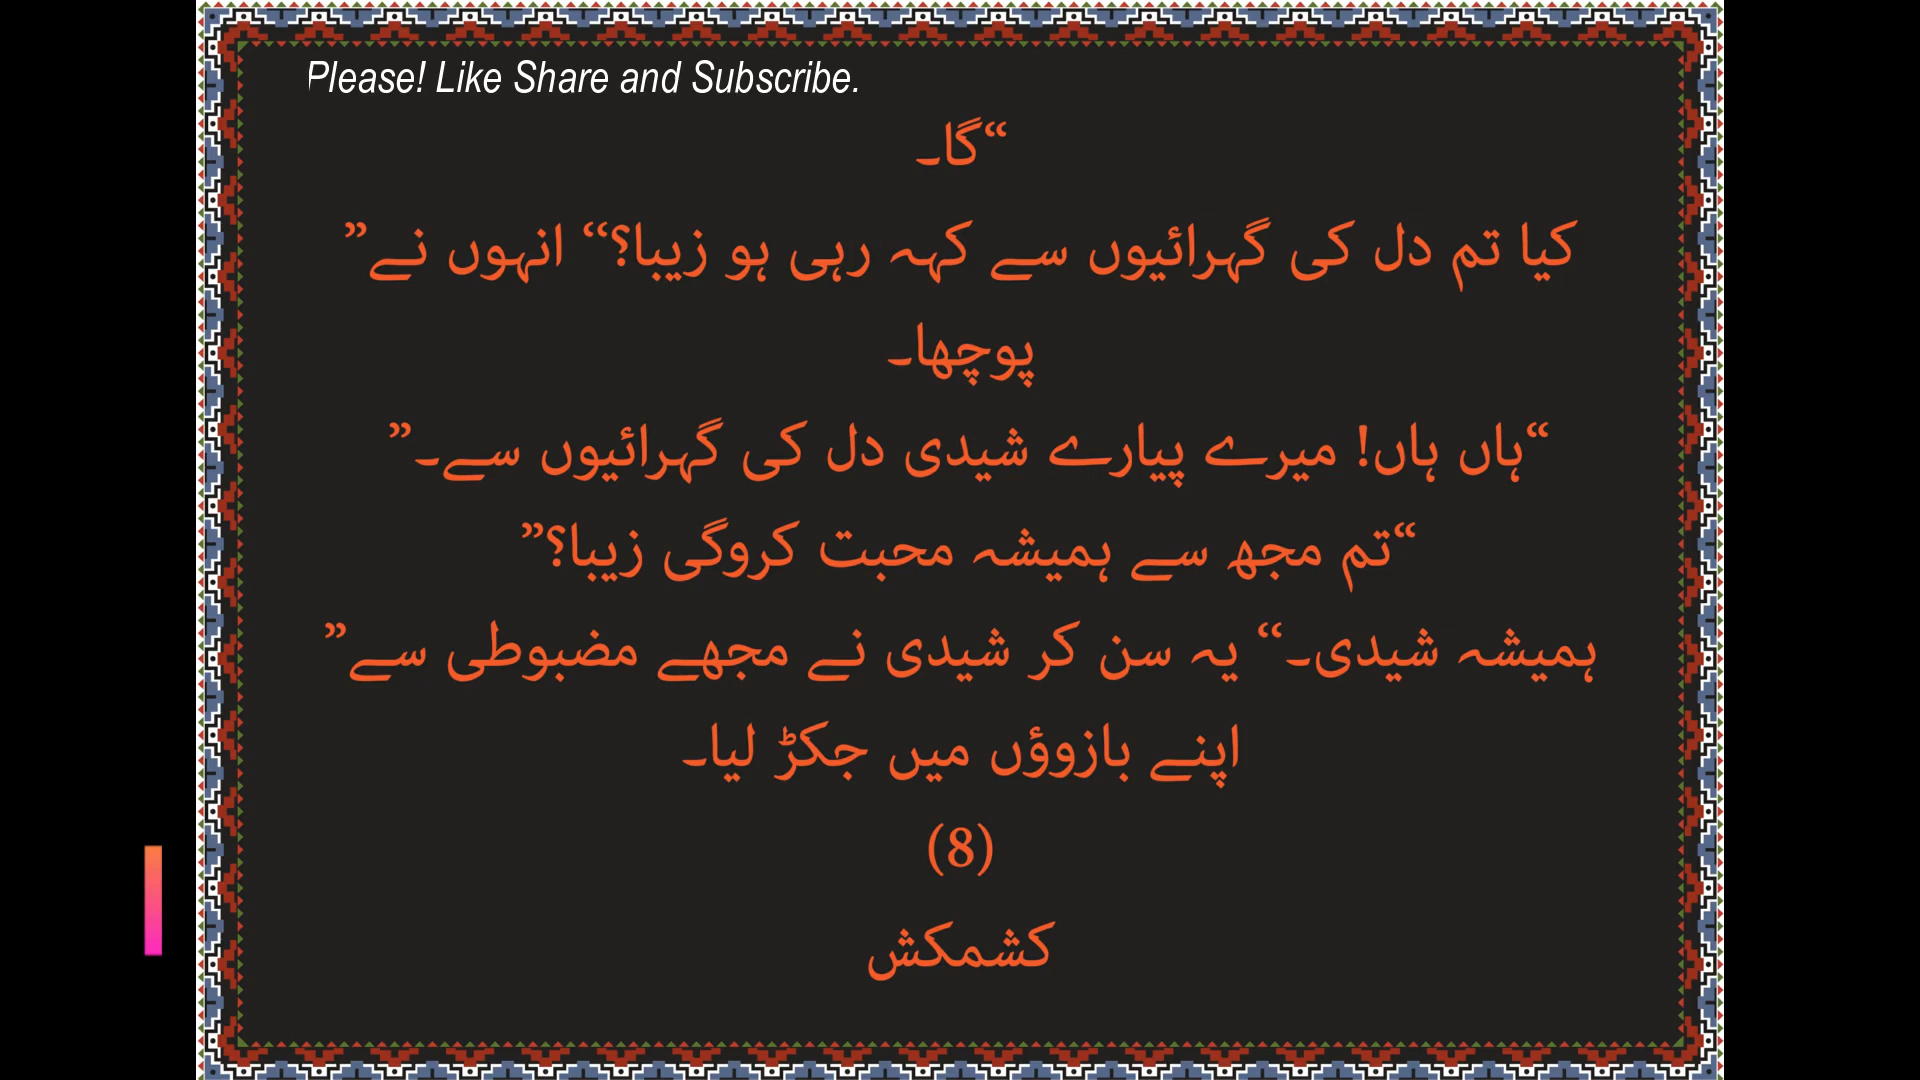 Please! Like Share and Subscribe.
“گا۔
کیا تم دل کی گہرائیوں سے کہہ رہی ہو زیبا؟“ انہوں نے”
پوچھا۔
“ہاں ہاں! میرے پیارے شیدی دل کی گہرائیوں سے۔”
“تم مجھ سے ہمیشہ محبت کروگی زیبا؟”
ہمیشہ شیدی۔“ یہ سن کر شیدی نے مجھے مضبوطی سے”
اپنے بازوؤں میں جکڑ لیا۔
(8)
کشمکش